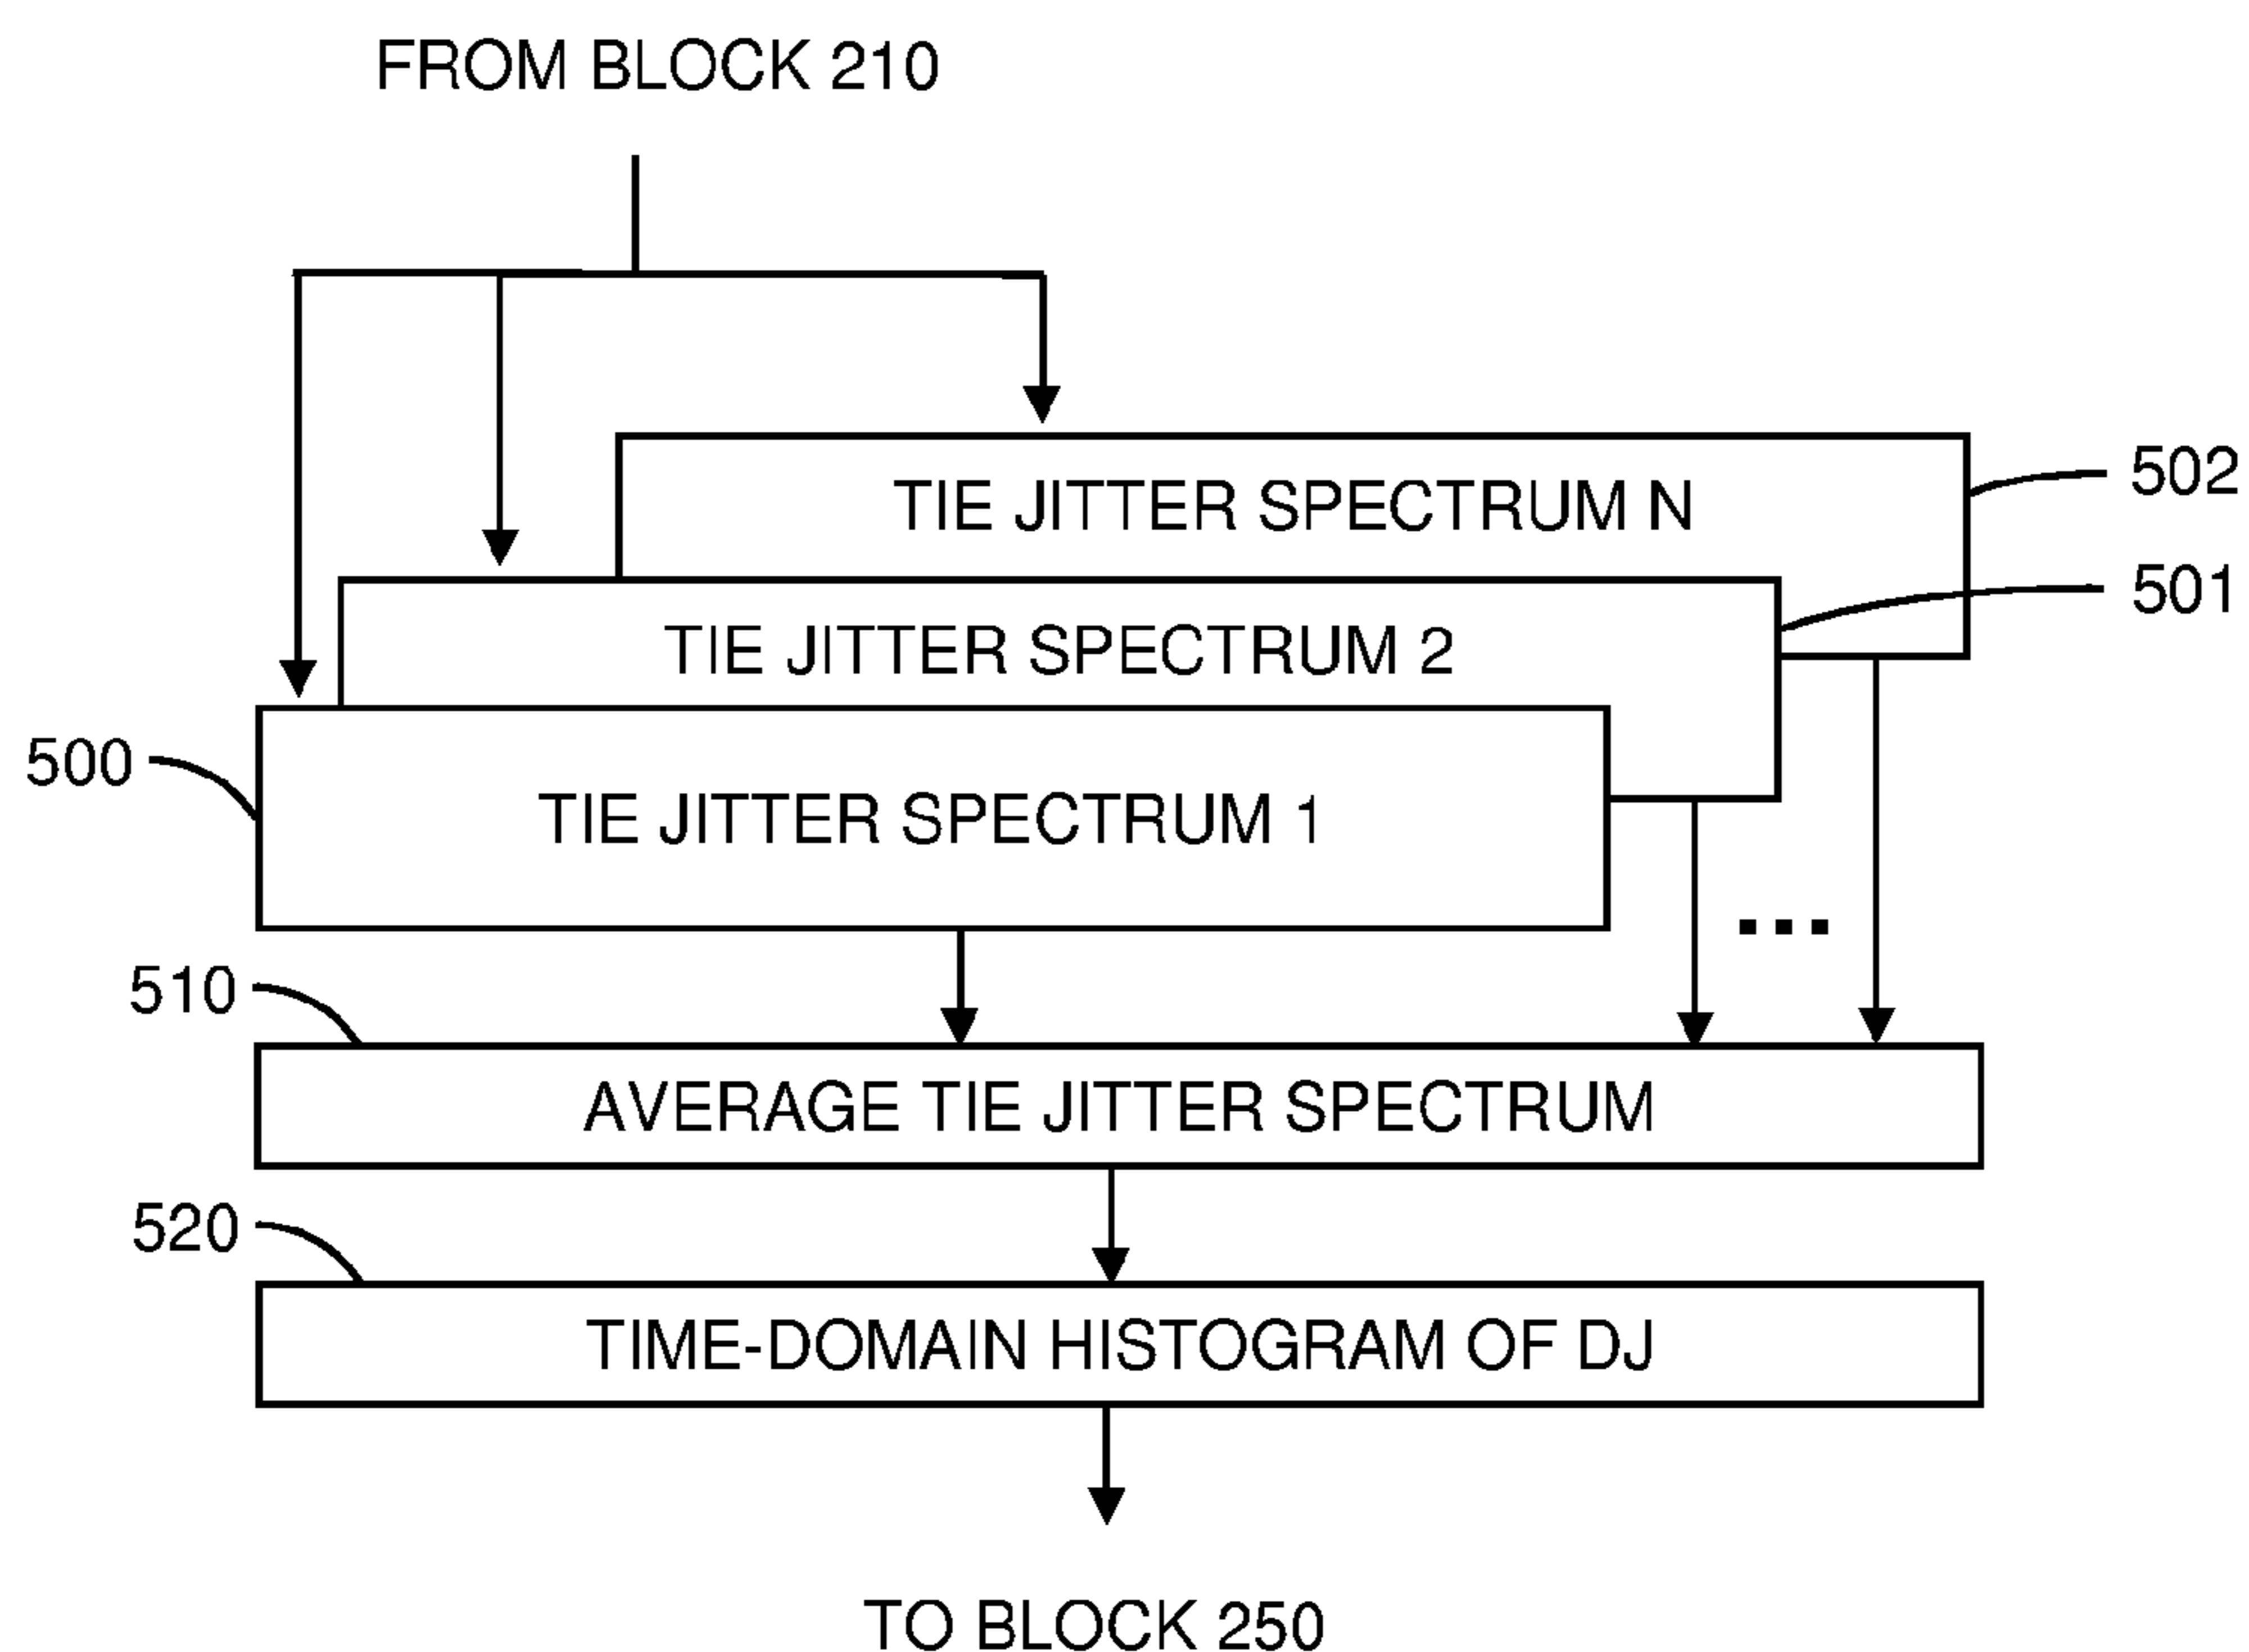 FROM BLOCK 210
TIE JITTER SPECTRUM N
502
501
TIE JITTER SPECTRUM 2
500
TIE JITTER SPECTRUM 1
...
510
AVERAGE TIE JITTER SPECTRUM
520
TIME-DOMAIN HISTOGRAM OF DJ
TO BLOCK 250